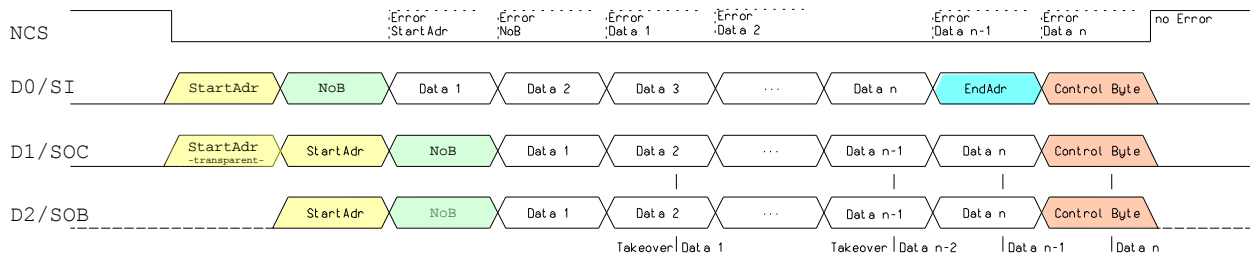 Error Error Error Error Error Error no Error
NCS StartAdr NoB Data 1 Data 2 Data n-1 Data n
D0/SI StartAdr NoB Data 1 Data 2 Data 3 ... Data n EndAdr Control Byte
D1/SOC StartAdr StartAdr NoB Data 1 Data 2 ... Data n-1 Data n Control Byte
-transparent-
D2/SOB StartAdr NoB Data 1 Data 2 ... Data n-1 Data n Control Byte
Takeover Data 1 Takeover Data n-2 Data n-1 Data n